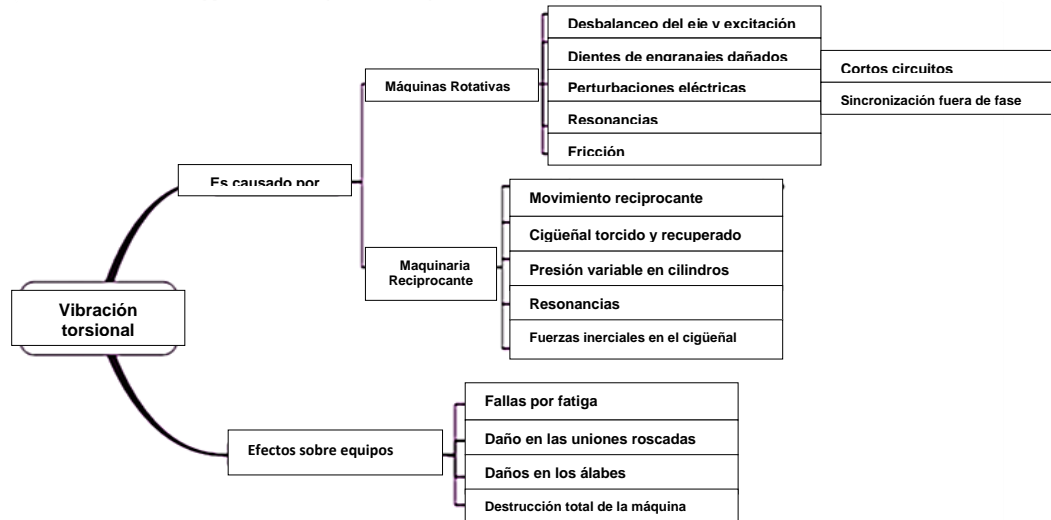 Desbalanceo del eje y excitación
Dientes de engranajes dañados
Máquinas Rotativas
Perturbaciones eléctricas
Cortos circuitos
Sincronización fuera de fase
Resonancias
Fricción
Es causado por
Movimiento reciprocante
Cigüeñal torcido y recuperado
Maquinaria
Reciprocante
Presión variable en cilindros
Resonancias
Fuerzas inerciales en el cigüeñal
Vibración
torsional
Fallas por fatiga
Efectos sobre equipos
Daño en las uniones roscadas
Daños en los álabes
Destrucción total de la máquina